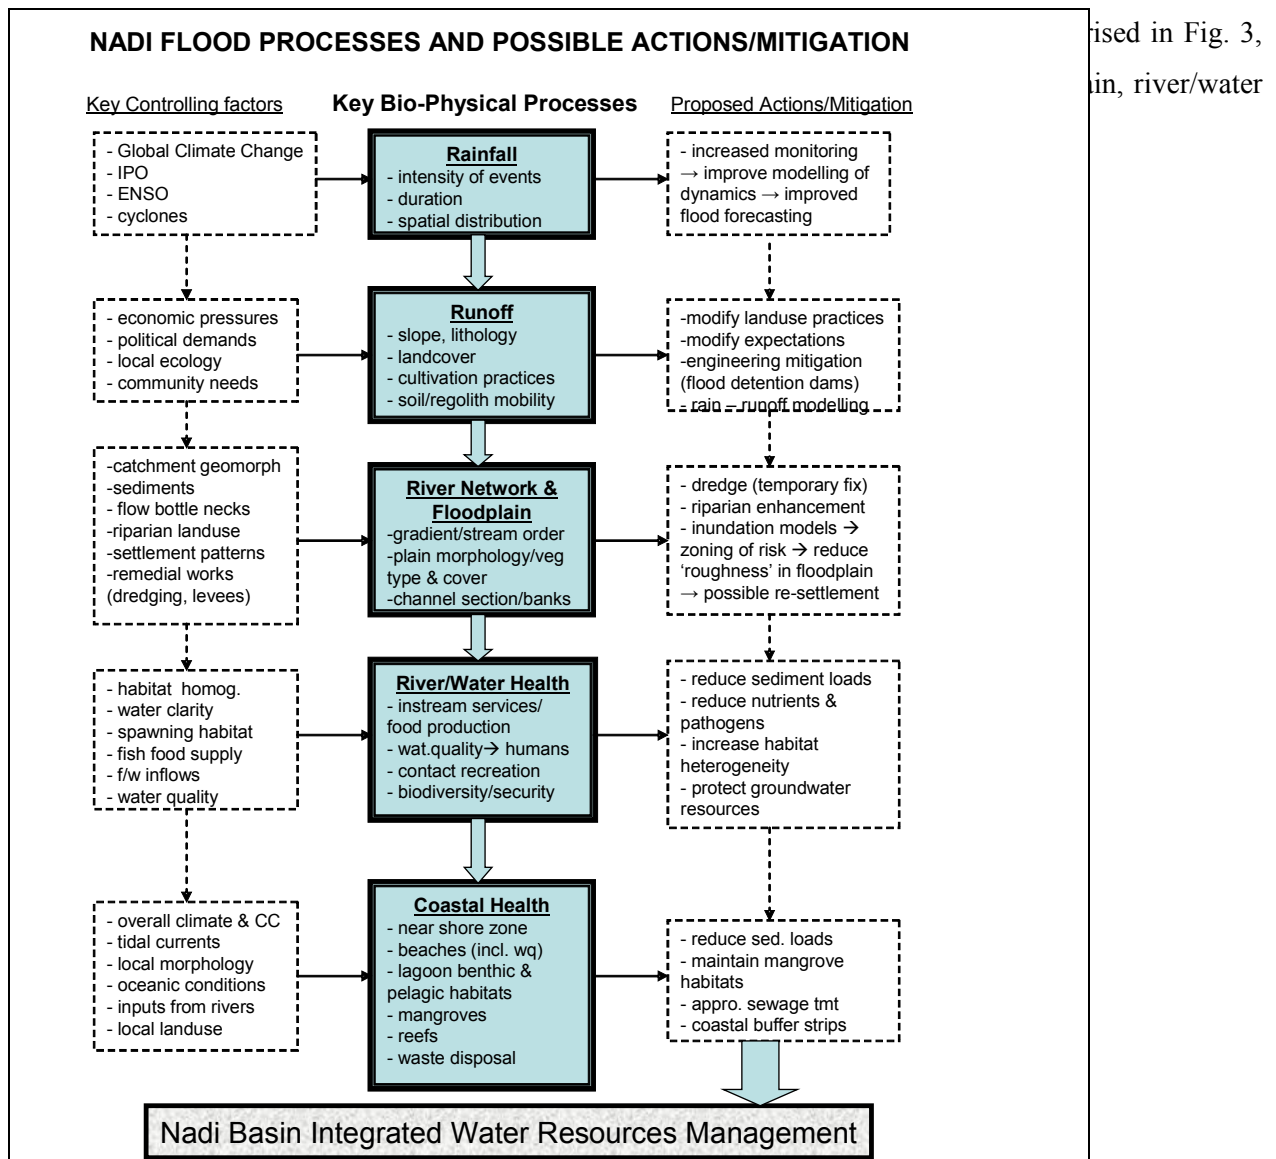 NADI FLOOD PROCESSES AND POSSIBLE ACTIONS/MITIGATION
in Fig. 3,
river/water
Key Controlling factors
Key Bio-Physical Processes
Proposed Actions/Mitigation
- Global Climate Change
- IPO
- ENSO
- cyclones
Rainfall
- intensity of events
- duration
- spatial distribution
- increased monitoring
→ improve modelling of
dynamics → improved
flood forecasting
- economic pressures
- political demands
- local ecology
- community needs
Runoff
- slope, lithology
- landcover
- cultivation practices
- soil/regolith mobility
-modify landuse practices
-modify expectations
-engineering mitigation
(flood detention dams)
- rain – runoff modelling
-catchment geomorph
-sediments
- flow bottle necks
-riparian landuse
-settlement patterns
-remedial works
(dredging, levees)
River Network &
Floodplain
-gradient/stream order
-plain morphology/veg
type & cover
-channel section/banks
- dredge (temporary fix)
- riparian enhancement
- inundation models →
zoning of risk → reduce
‘roughness’ in floodplain
→ possible re-settlement
- habitat homog.
- water clarity
- spawning habitat
- fish food supply
- f/w inflows
- water quality
River/Water Health
- instream services/
food production
- wat.quality→ humans
- contact recreation
- biodiversity/security
- reduce sediment loads
- reduce nutrients &
pathogens
- increase habitat
heterogeneity
- protect groundwater
resources
- overall climate & CC
- tidal currents
- local morphology
- oceanic conditions
- inputs from rivers
- local landuse
Coastal Health
- near shore zone
- beaches (incl. wq)
- lagoon benthic &
pelagic habitats
- mangroves
- reefs
- waste disposal
- reduce sed. loads
- maintain mangrove
habitats
- appro. sewage tmt
- coastal buffer strips
Nadi Basin Integrated Water Resources Management